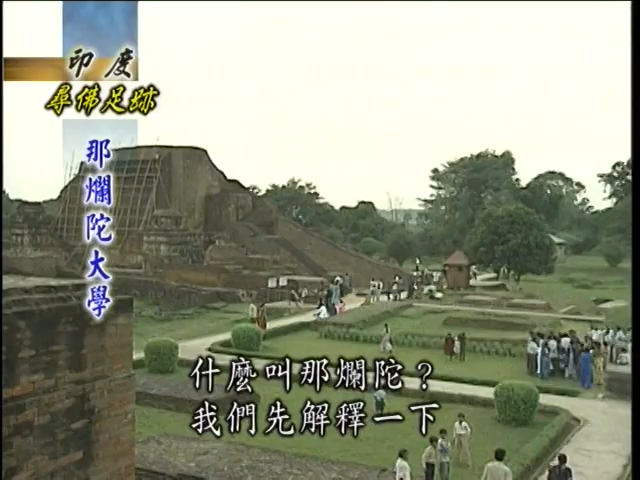 印度
尋佛足跡
那爛陀大學
什麼叫那爛陀？
我們先解釋一下